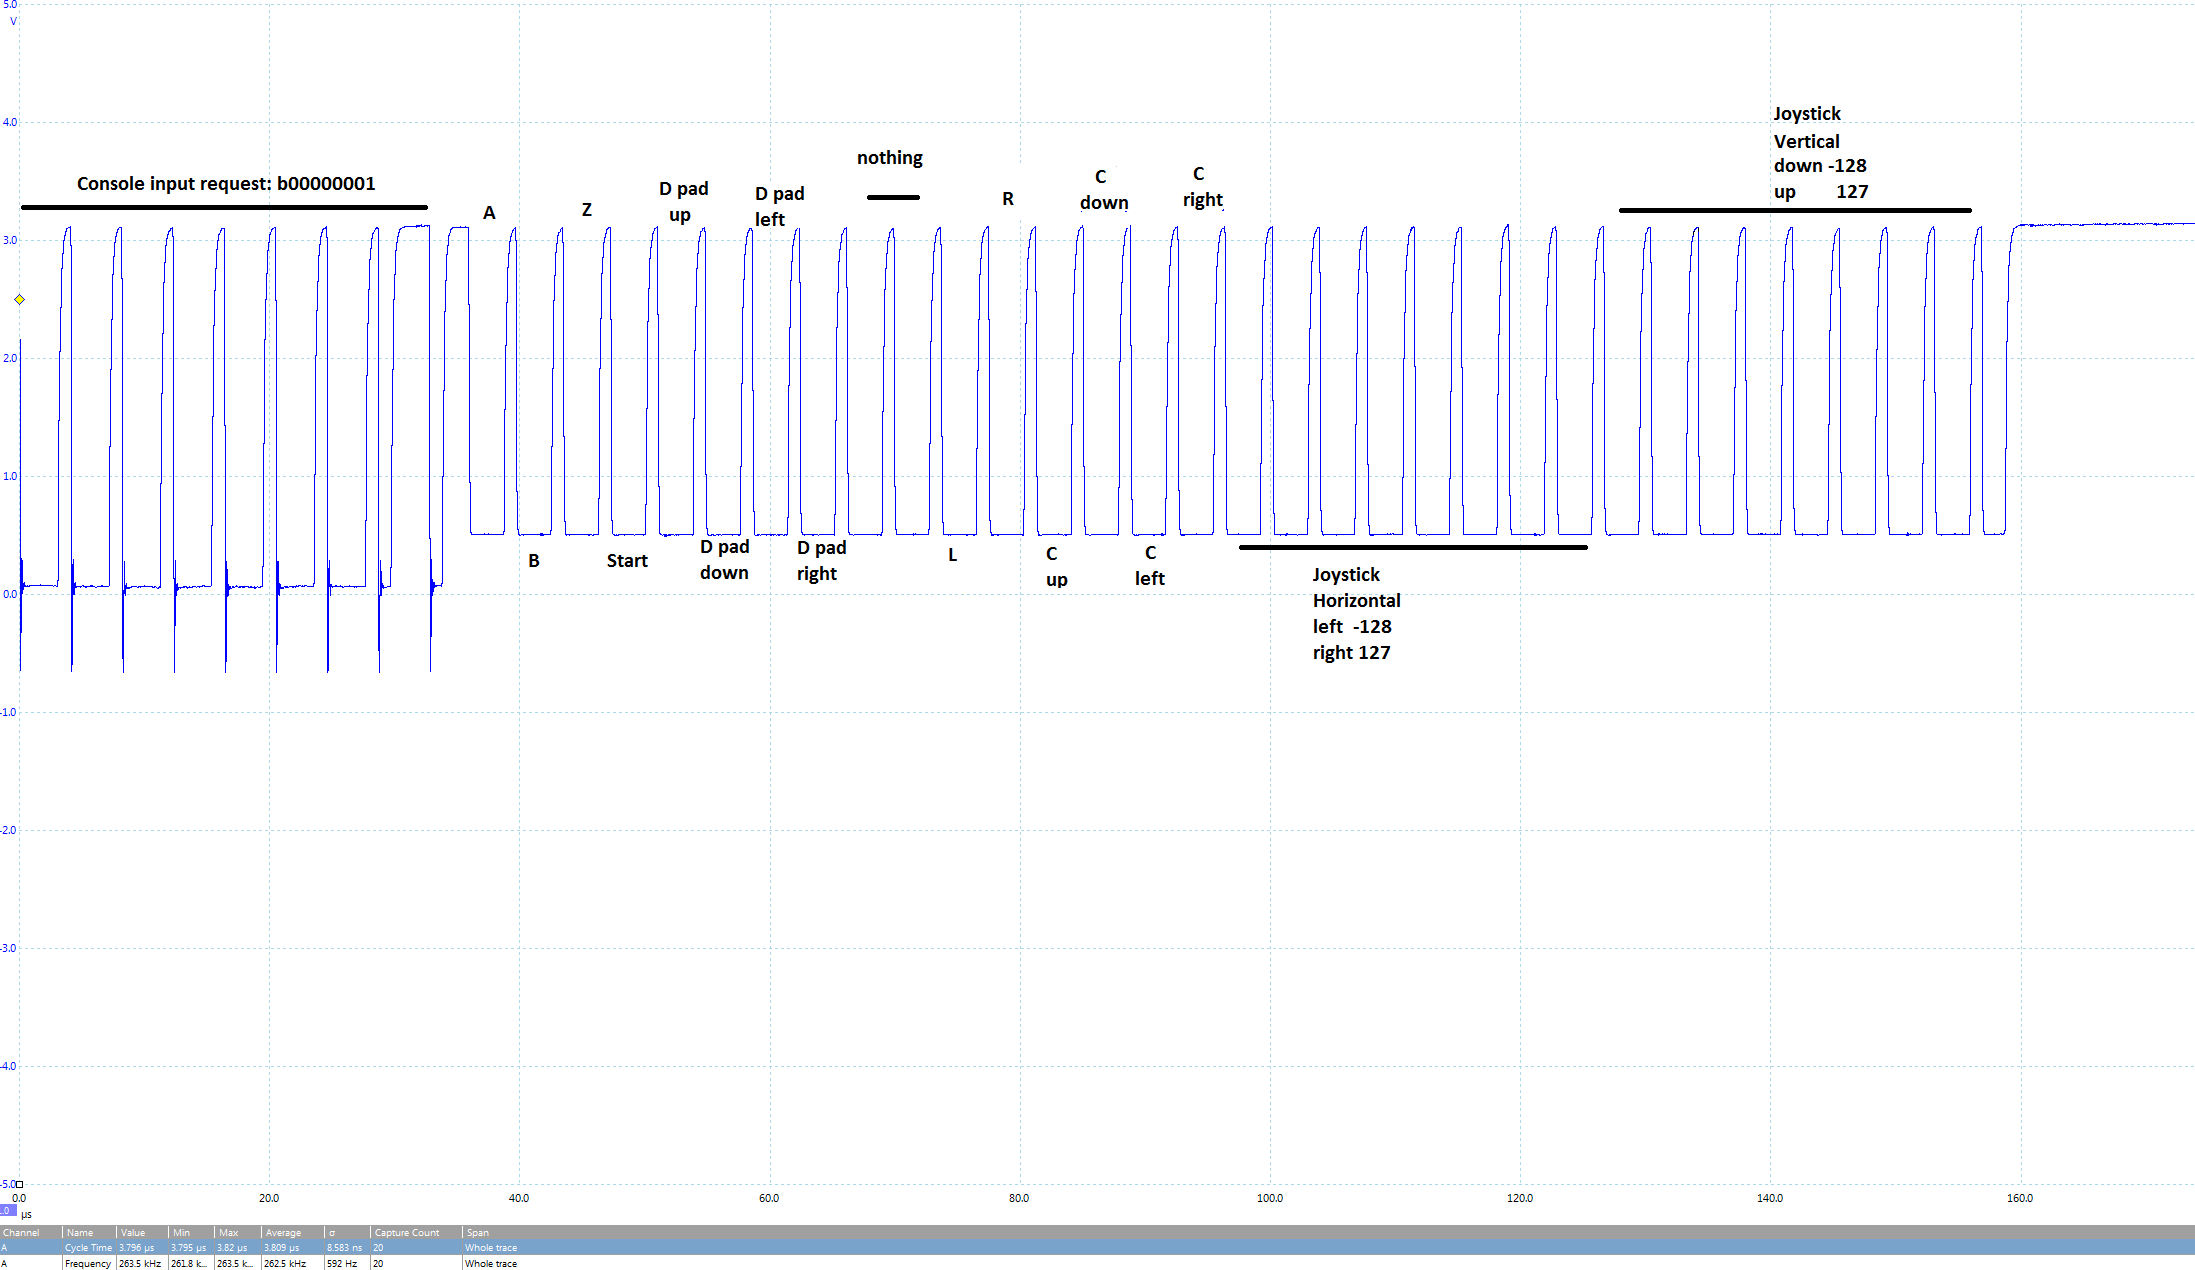 5.0
V
4.0
3.0
2.0
1.0
0.0
-1.0
-2.0
-3.0
-4.0
-5.0
Console input request: b00000001
A
Z
D pad
up
D pad
left
nothing
R
C
down
C
right
Joystick
Vertical
down -128
up 127
B
Start
D pad
down
D pad
right
L
C
up
C
left
Joystick
Horizontal
left -128
right 127
0.0 20.0 40.0 60.0 80.0 100.0 120.0 140.0 160.0
.0 µs
Channel Name Value Min Max Average σ Capture Count Span
A Cycle Time 3.796 µs 3.795 µs 3.82 µs 3.809 µs 8.583 ns 20 Whole trace
A Frequency 263.5 kHz 261.8 k... 263.5 k... 262.5 kHz 592 Hz 20 Whole trace